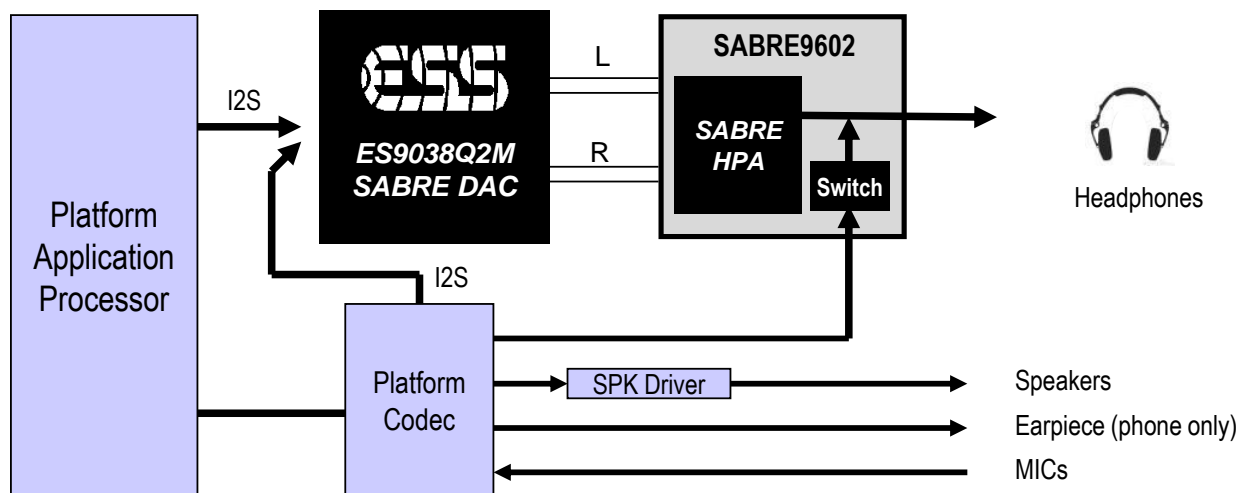 SABRE9602
L
ESS
I2S
SABRE
HPA
ES9038Q2M
SABRE DAC
R
Switch
Headphones
Platform
Application
Processor
I2S
Platform
Codec
SPK Driver
Speakers
Earpiece (phone only)
MICs